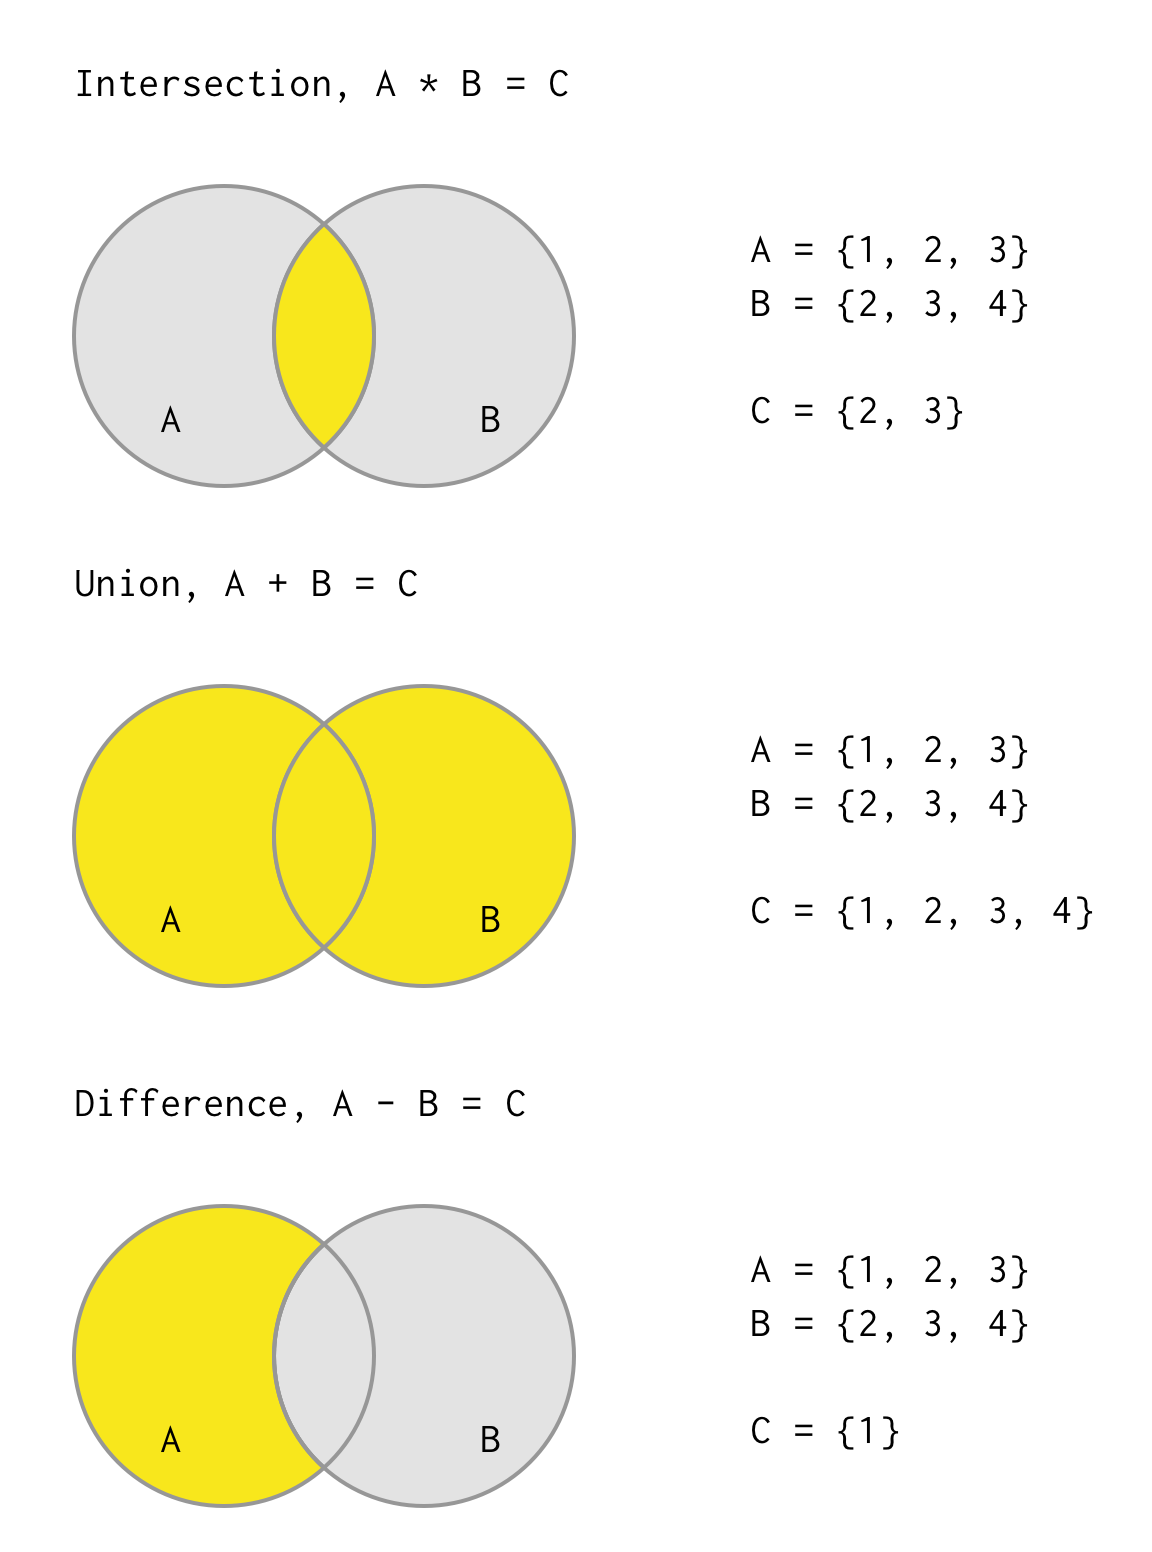 Intersection, A * B = C
A = {1, 2, 3}
B = {2, 3, 4}
C = {2, 3}
A
B
Union, A + B = C
A = {1, 2, 3}
B = {2, 3, 4}
C = {1, 2, 3, 4}
A
B
Difference, A - B = C
A = {1, 2, 3}
B = {2, 3, 4}
C = {1}
A
B